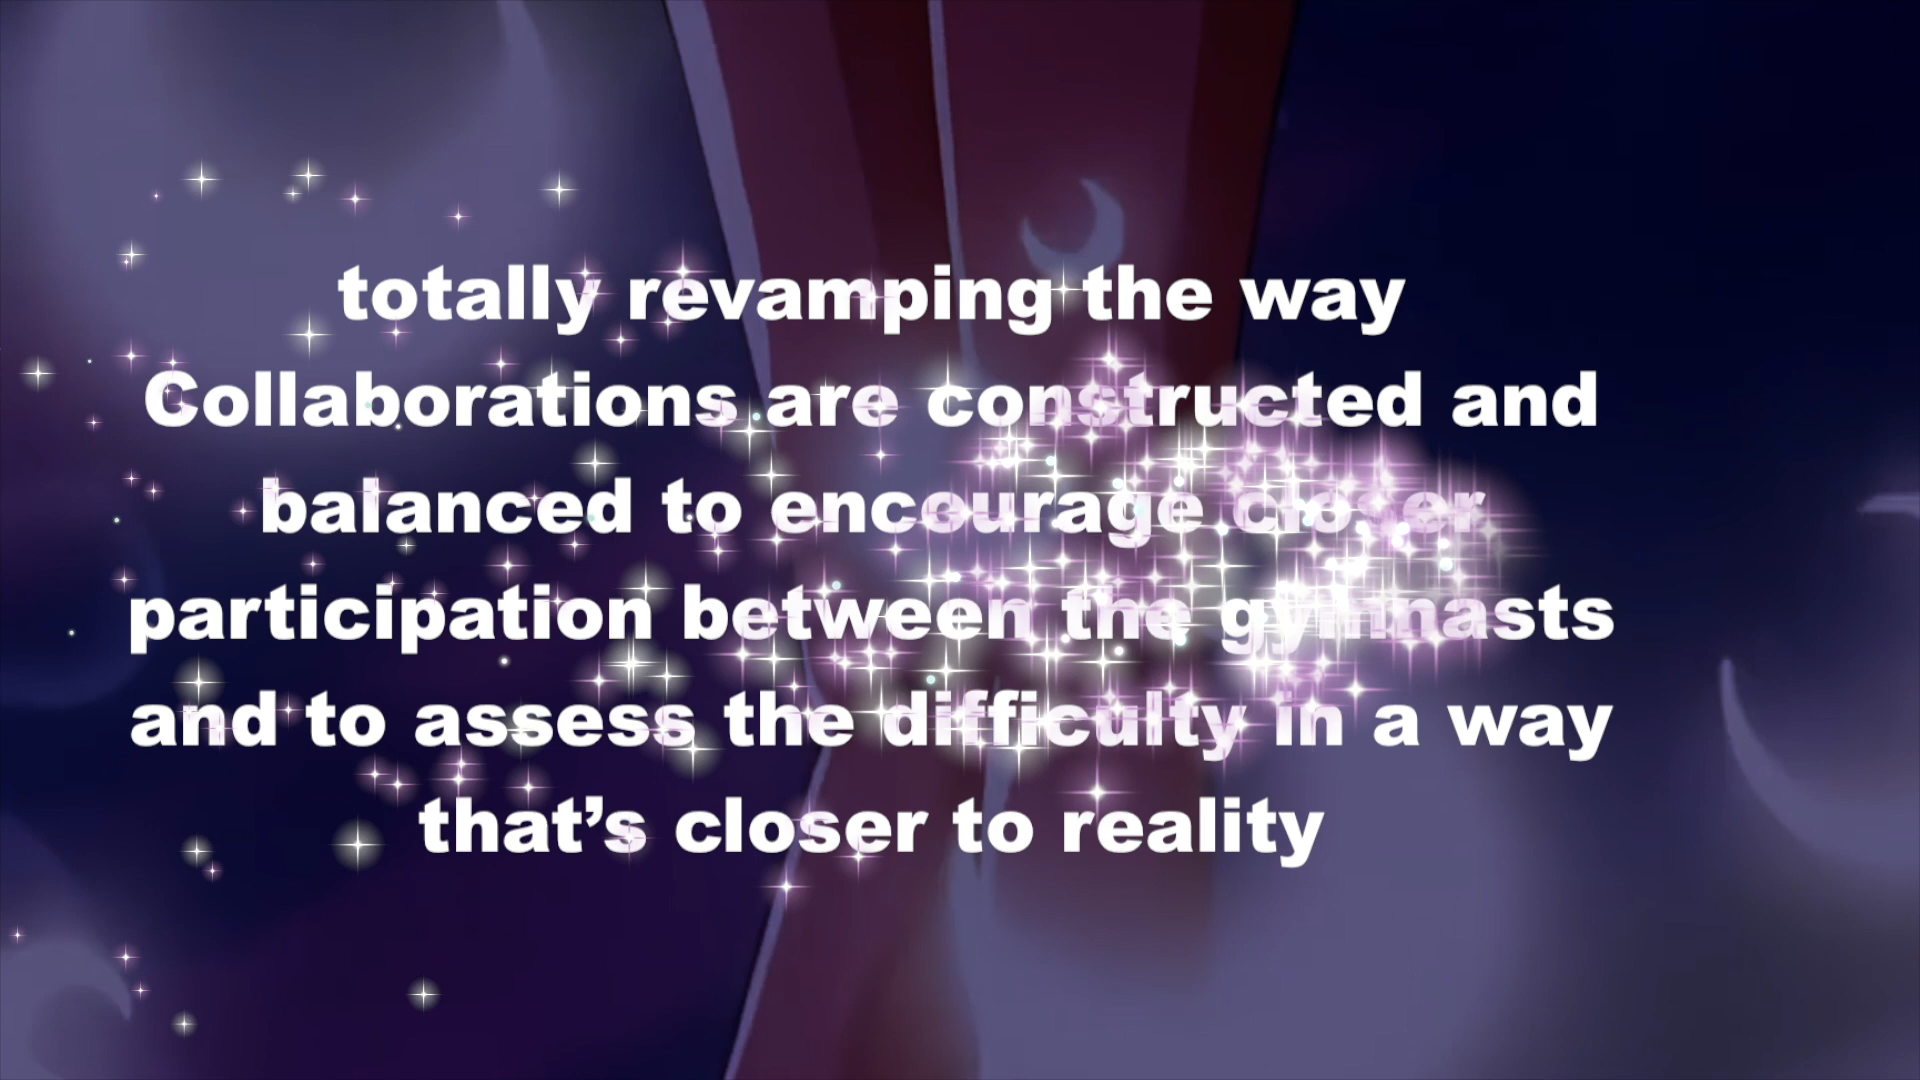 totally revamping the way
Collaborations are constructed and
balanced to encourage closer
participation between the gymnasts
and to assess the difficulty in a way
that’s closer to reality